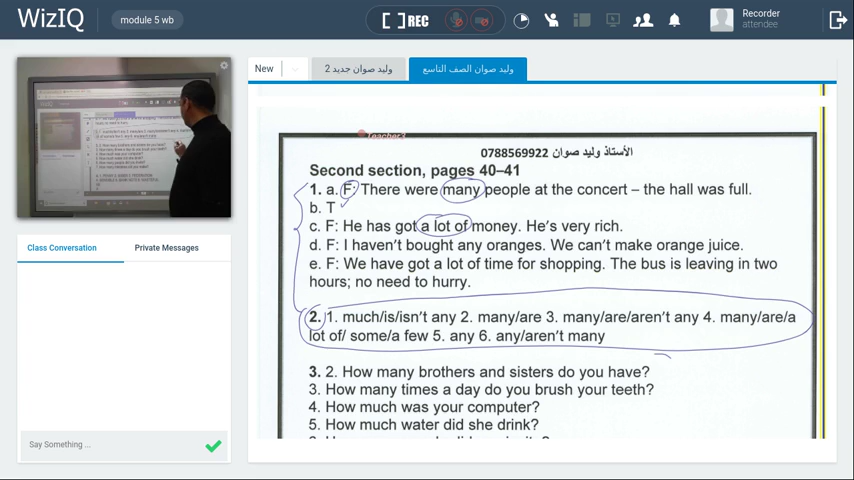 WizIQ
module 5 wb
REC
Recorder
attendee
New
وليد صوان جديد 2
وليد صوان الصف التاسع
Teacher3
الأستاذ وليد صوان 0788569922
Second section, pages 40–41
1. a. F: There were many people at the concert – the hall was full.
b. T
c. F: He has got a lot of money. He's very rich.
d. F: I haven't bought any oranges. We can't make orange juice.
e. F: We have got a lot of time for shopping. The bus is leaving in two
hours; no need to hurry.
2. 1. much/is/isn't any 2. many/are 3. many/are/aren't any 4. many/are/a
lot of/ some/a few 5. any 6. any/aren't many
3. 2. How many brothers and sisters do you have?
3. How many times a day do you brush your teeth?
4. How much was your computer?
5. How much water did she drink?
Class Conversation
Private Messages
Say Something ...